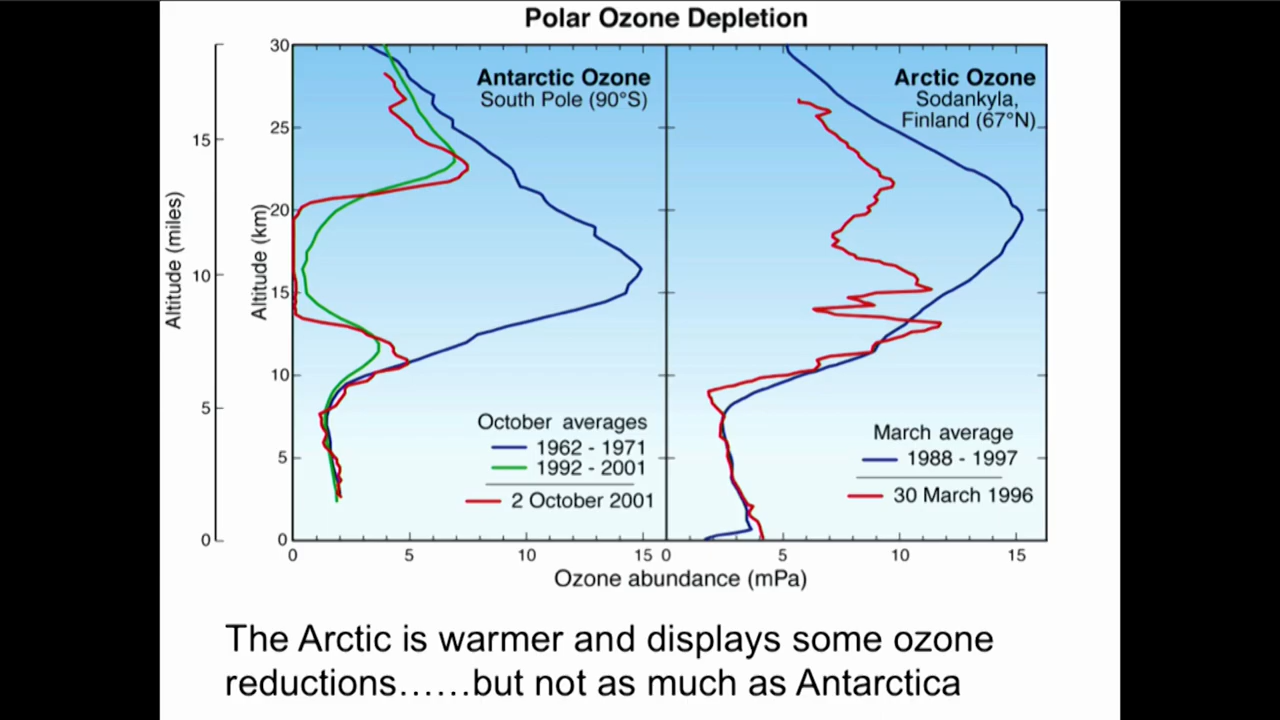 Polar Ozone Depletion
Antarctic Ozone
South Pole (90°S)
Arctic Ozone
Sodankyla,
Finland (67°N)
Altitude (miles)
15
10
5
0
Altitude (km)
30
25
20
15
10
5
0
October averages
1962 - 1971
1992 - 2001
2 October 2001
March average
1988 - 1997
30 March 1996
0 5 10 15 0 5 10 15
Ozone abundance (mPa)
The Arctic is warmer and displays some ozone
reductions……but not as much as Antarctica